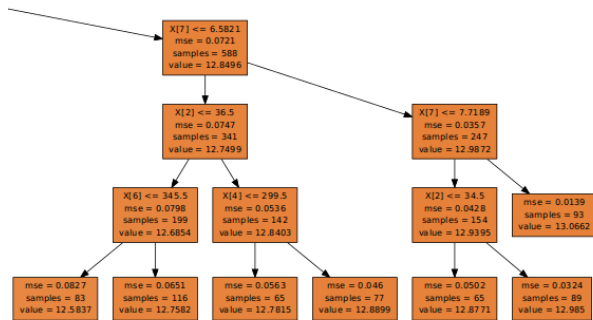 X[7] <= 6.5821
mse = 0.0721
samples = 588
value = 12.8496
X[2] <= 36.5
mse = 0.0747
samples = 341
value = 12.7499
X[7] <= 7.7189
mse = 0.0357
samples = 247
value = 12.9872
X[6] <= 345.5
mse = 0.0798
samples = 199
value = 12.6854
X[4] <= 299.5
mse = 0.0536
samples = 142
value = 12.8403
X[2] <= 34.5
mse = 0.0428
samples = 154
value = 12.9395
mse = 0.0139
samples = 93
value = 13.0662
mse = 0.0827
samples = 83
value = 12.5837
mse = 0.0651
samples = 116
value = 12.7582
mse = 0.0563
samples = 65
value = 12.7815
mse = 0.046
samples = 77
value = 12.8899
mse = 0.0502
samples = 65
value = 12.8771
mse = 0.0324
samples = 89
value = 12.985